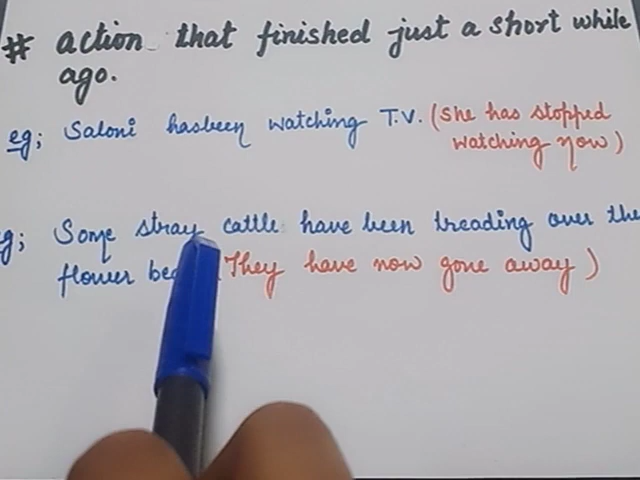 # action that finished just a short while
ago.
eg; Saloni hasbeen watching T.V. (She has stopped
watching now)
g; Some stray cattle have been treading over the
flower (They have now gone away)